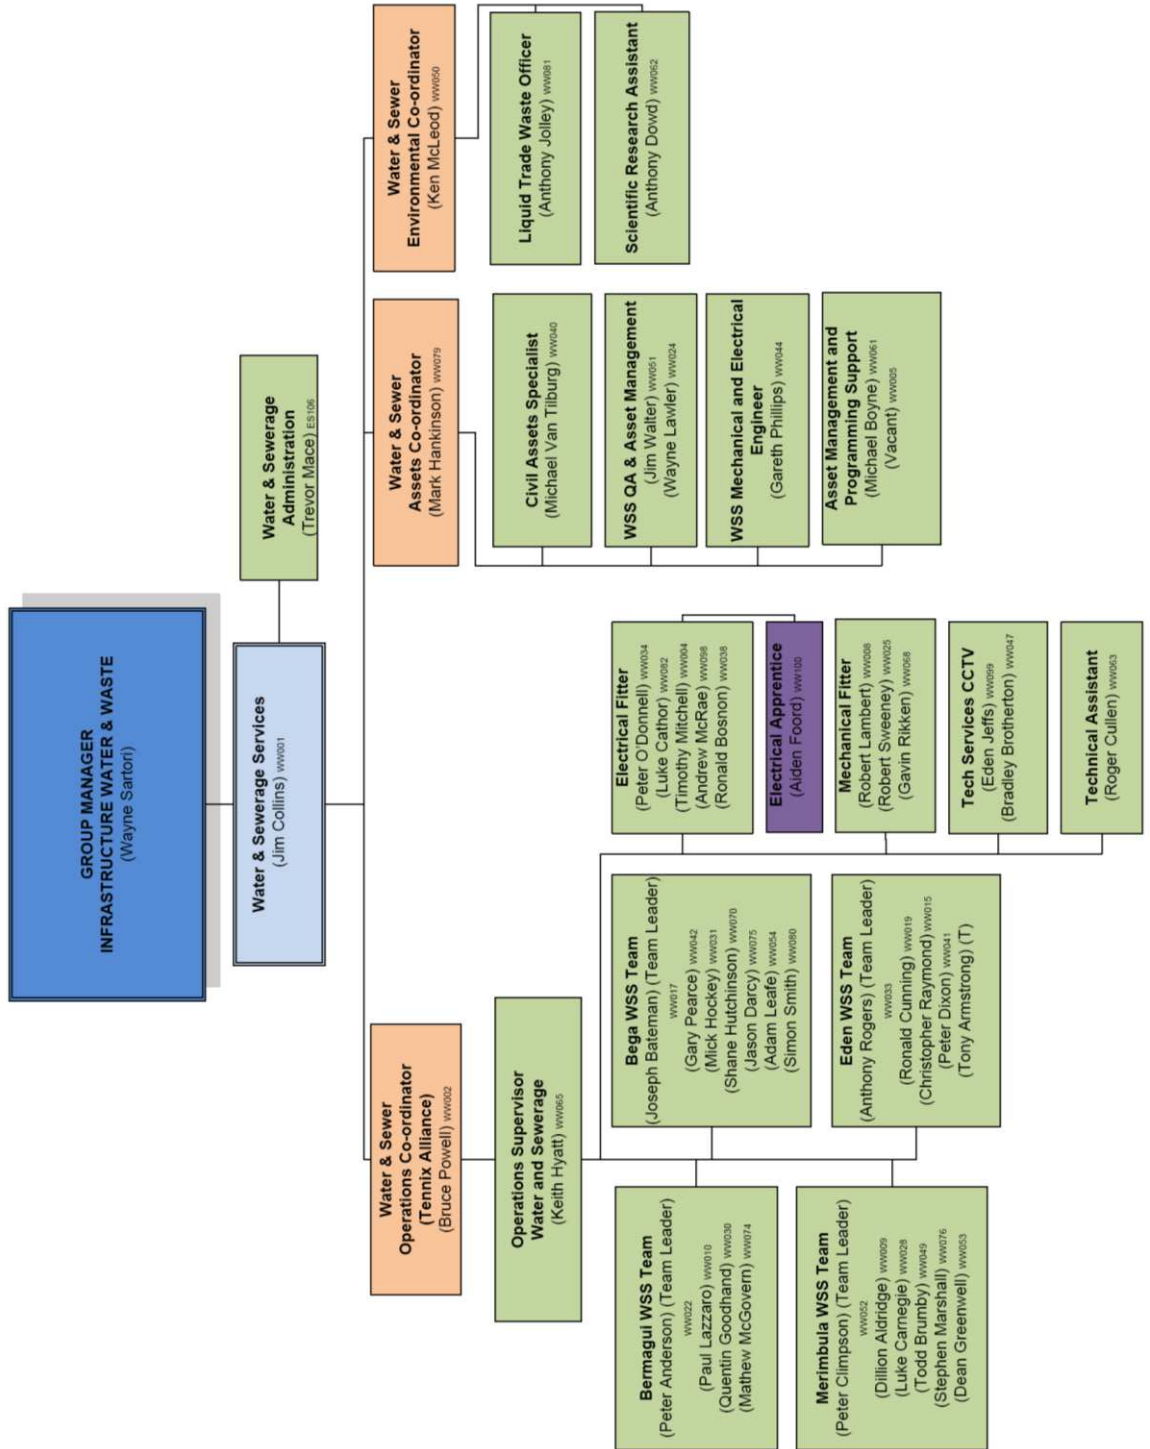 GROUP MANAGER
INFRASTRUCTURE WATER & WASTE
(Wayne Sartori)
Water & Sewerage Services
(Jim Collins) WW001
Water & Sewerage
Administration
(Trevor Mace) ES106
Water & Sewer
Operations Co-ordinator
(Tennix Alliance)
(Bruce Powell) WW002
Water & Sewer
Assets Co-ordinator
(Mark Hankinson) WW079
Water & Sewer
Environmental Co-ordinator
(Ken McLeod) WW050
Operations Supervisor
Water and Sewerage
(Keith Hyatt) WW065
Bermagui WSS Team
(Peter Anderson) (Team Leader)
WW022
(Paul Lazzaro) WW010
(Quentin Goodhand) WW030
(Mathew McGovern) WW074
Merimbula WSS Team
(Peter Climpson) (Team Leader)
WW052
(Dillion Aldridge) WW009
(Luke Carnegie) WW028
(Todd Brumby) WW049
(Stephen Marshall) WW076
(Dean Greenwell) WW053
Bega WSS Team
(Joseph Bateman) (Team Leader)
WW017
(Gary Pearce) WW042
(Mick Hockey) WW031
(Shane Hutchinson) WW070
(Jason Darcy) WW075
(Adam Leafe) WW054
(Simon Smith) WW080
Eden WSS Team
(Anthony Rogers) (Team Leader)
WW033
(Ronald Cunning) WW019
(Christopher Raymond) WW015
(Peter Dixon) WW041
(Tony Armstrong) (T)
Electrical Fitter
(Peter O'Donnell) WW034
(Luke Cathor) WW082
(Timothy Mitchell) WW004
(Andrew McRae) WW098
(Ronald Bosnon) WW038
Electrical Apprentice
(Aiden Foord) WW100
Mechanical Fitter
(Robert Lambert) WW008
(Robert Sweeney) WW025
(Gavin Rikken) WW068
Tech Services CCTV
(Eden Jeffs) WW099
(Bradley Brotherton) WW047
Technical Assistant
(Roger Cullen) WW063
Civil Assets Specialist
(Michael Van Tilburg) WW040
WSS QA & Asset Management
(Jim Walter) WW051
(Wayne Lawler) WW024
WSS Mechanical and Electrical
Engineer
(Gareth Phillips) WW044
Asset Management and
Programming Support
(Michael Boyne) WW061
(Vacant) WW005
Liquid Trade Waste Officer
(Anthony Jolley) WW081
Scientific Research Assistant
(Anthony Dowd) WW062